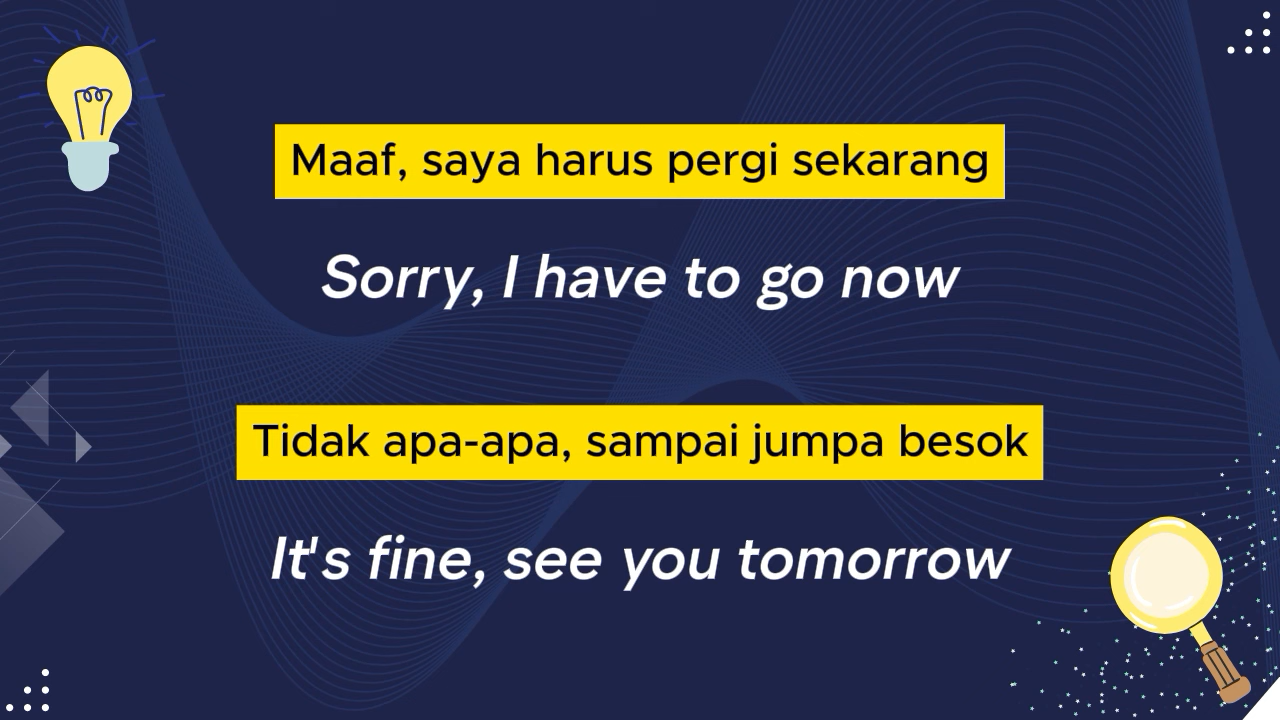 Maaf, saya harus pergi sekarang
Sorry, I have to go now
Tidak apa-apa, sampai jumpa besok
It's fine, see you tomorrow